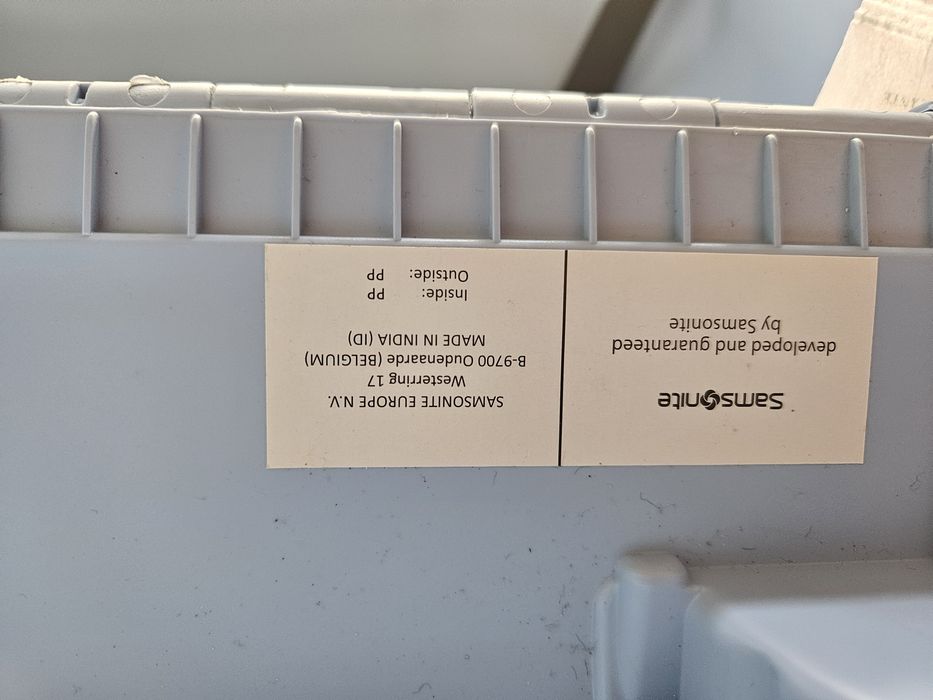 Samsonite
developed and guaranteed
by Samsonite
SAMSONITE EUROPE N.V.
Westerring 17
B-9700 Oudenaarde (BELGIUM)
MADE IN INDIA (ID)
Inside: PP
Outside: PP